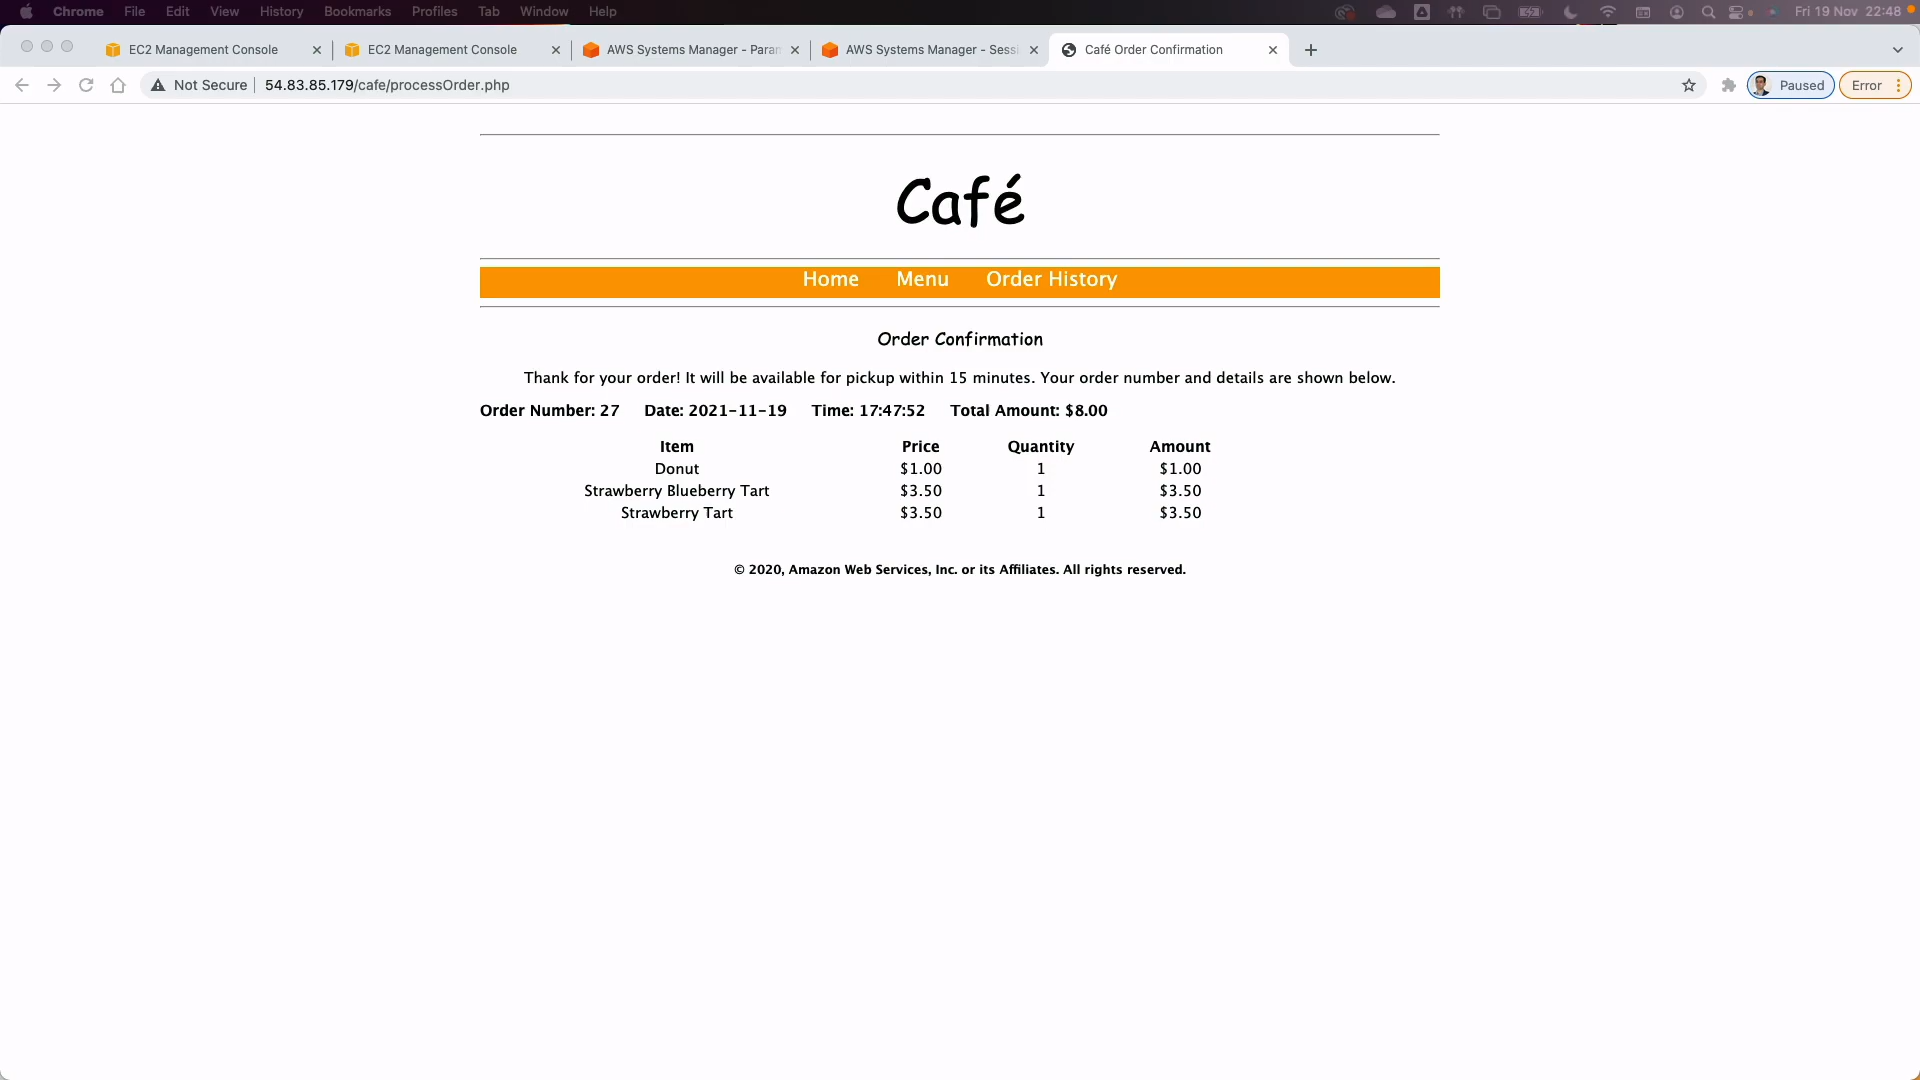 Chrome File Edit View History Bookmarks Profiles Tab Window Help Fri 19 Nov 22:48
EC2 Management Console EC2 Management Console AWS Systems Manager - Param AWS Systems Manager - Sessi Café Order Confirmation
Not Secure 54.83.85.179/cafe/processOrder.php Paused Error
Café
Home Menu Order History
Order Confirmation
Thank for your order! It will be available for pickup within 15 minutes. Your order number and details are shown below.
Order Number: 27 Date: 2021-11-19 Time: 17:47:52 Total Amount: $8.00
Item Price Quantity Amount
Donut $1.00 1 $1.00
Strawberry Blueberry Tart $3.50 1 $3.50
Strawberry Tart $3.50 1 $3.50
© 2020, Amazon Web Services, Inc. or its Affiliates. All rights reserved.